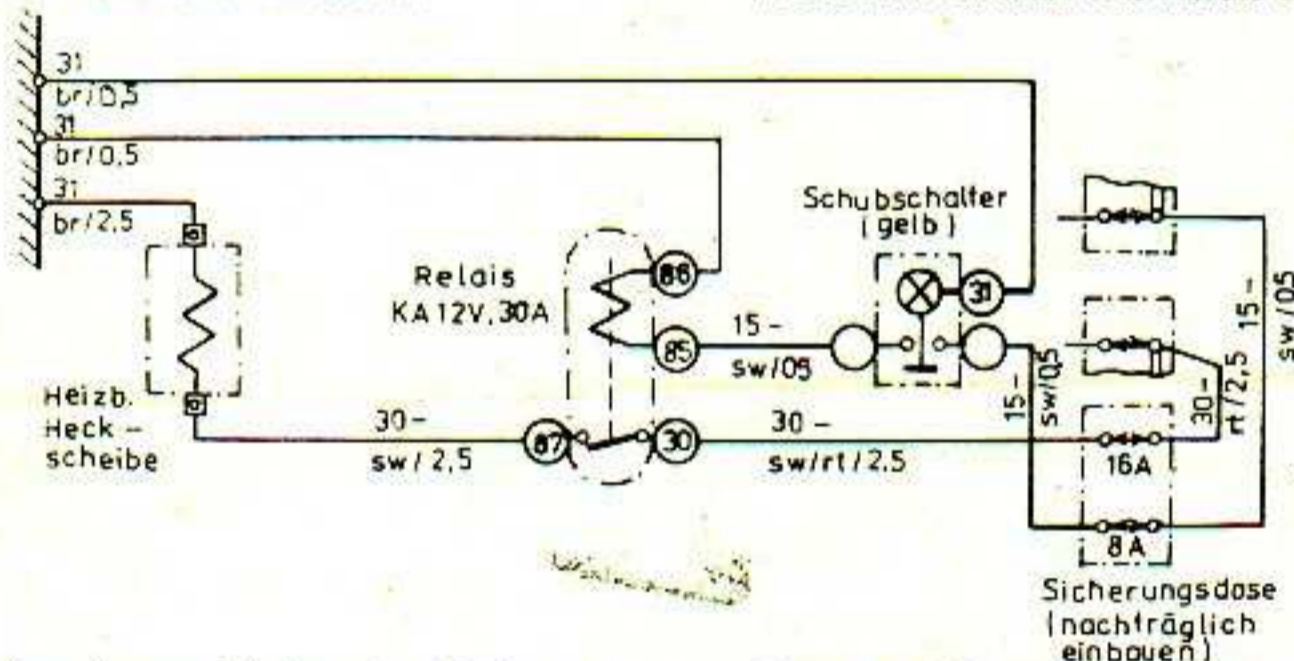 31
br/0,5
31
br/0,5
31
br/2,5
Schubschalter
(gelb)
Relais
KA 12V, 30A
86
31
85
15-
sw/05
15-
sw/0,5
30-
rt/2,5
15-
sw/05
Heizb.
Heck-
scheibe
30-
sw/2,5
87
30
30-
sw/rt/2.5
16A
8A
Sicherungsdose
(nachträglich
einbauen)